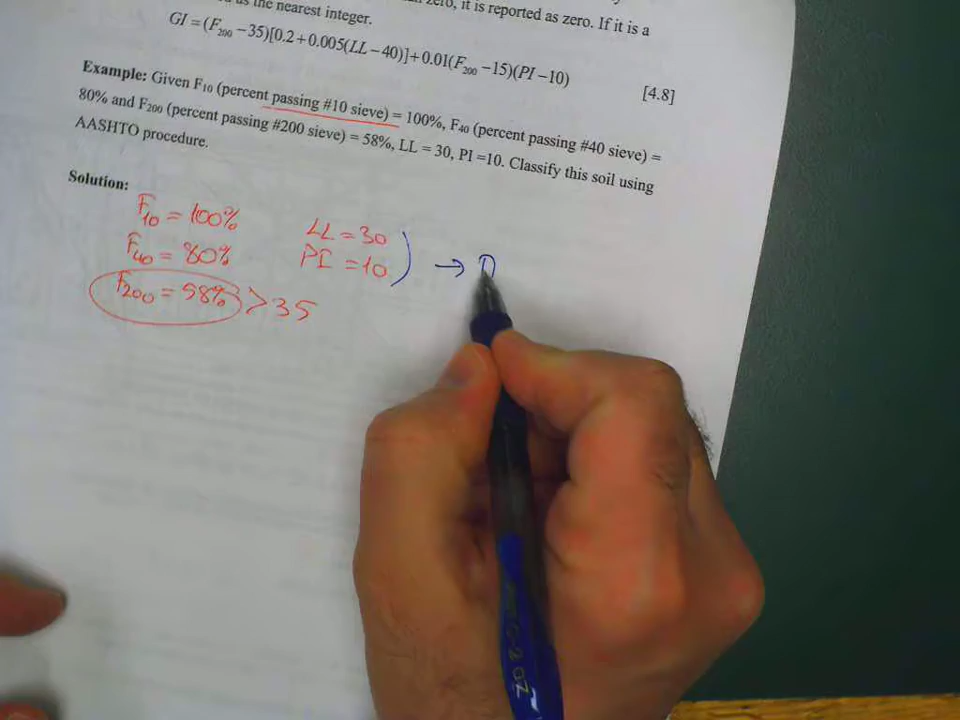 as the nearest integer.
zero, it is reported as zero. If it is a
GI = (F200 – 35)[0.2 + 0.005(LL – 40)] + 0.01(F200 – 15)(PI – 10)
[4.8]
Example: Given F10 (percent passing #10 sieve) = 100%, F40 (percent passing #40 sieve) =
80% and F200 (percent passing #200 sieve) = 58%, LL = 30, PI =10. Classify this soil using
AASHTO procedure.
Solution:
F10 = 100%
LL = 30
F40 = 80%
PI = 10 ) →
F200 = 58% > 35